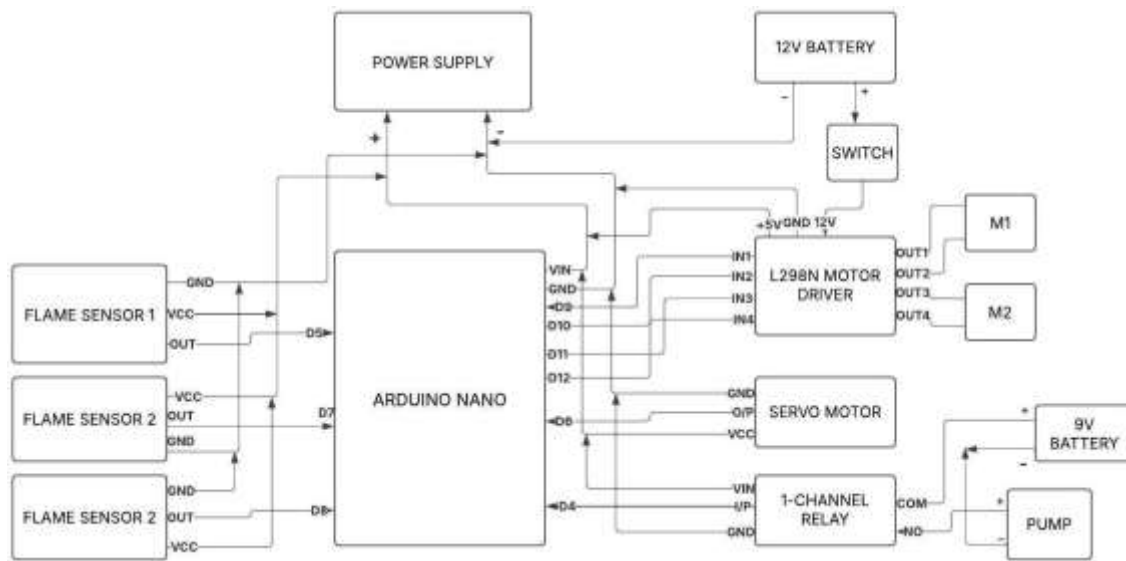 POWER SUPPLY
12V BATTERY
+
-
-
+
SWITCH
+5V GND 12V
M1
M2
L298N MOTOR
DRIVER
IN1
IN2
IN3
IN4
OUT1
OUT2
OUT3
OUT4
FLAME SENSOR 1
GND
VCC
OUT
D5
FLAME SENSOR 2
VCC
OUT
GND
D7
FLAME SENSOR 2
GND
OUT
VCC
D8
ARDUINO NANO
VIN
GND
D9
D10
D11
D12
D6
D4
SERVO MOTOR
GND
O/P
VCC
1-CHANNEL
RELAY
VIN
I/P
GND
COM
NO
9V
BATTERY
+
-
PUMP
+
-